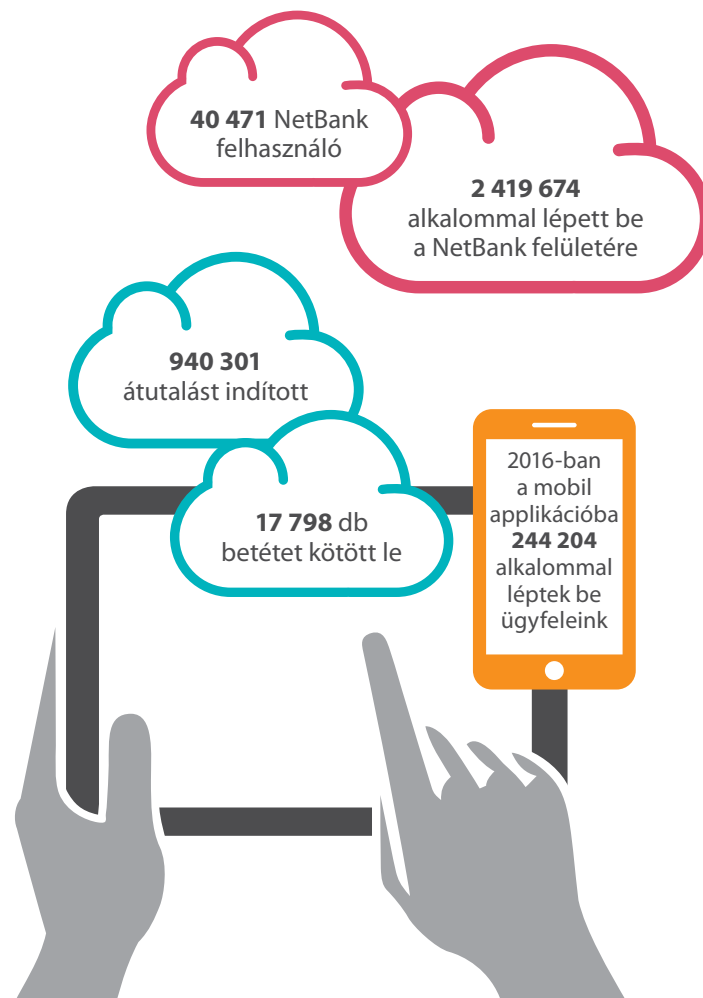 40 471 NetBank
felhasználó
2 419 674
alkalommal lépett be
a NetBank felületére
940 301
átutalást indított
17 798 db
betétet kötött le
2016-ban
a mobil
applikációba
244 204
alkalommal
léptek be
ügyfeleink